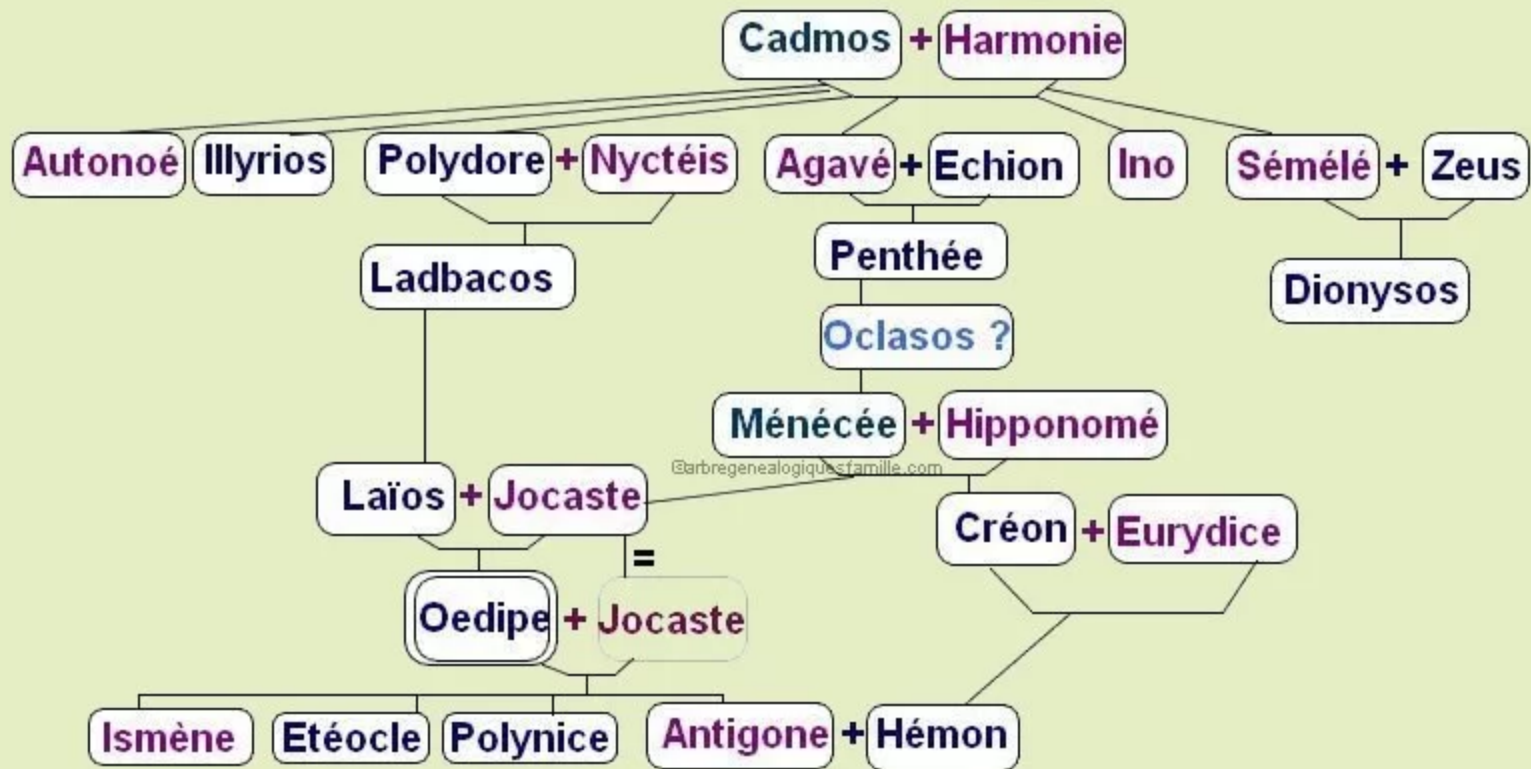 Cadmos + Harmonie
Autonoé Illyrios Polydore + Nyctéis Agavé + Echion Ino Sémélé + Zeus
Penthée
Ladbacos
Dionysos
Oclasos ?
Ménécée + Hipponomé
©arbregenealogiquesfamille.com
Laïos + Jocaste
Créon + Eurydice
=
Oedipe + Jocaste
Ismène Etéocle Polynice Antigone + Hémon